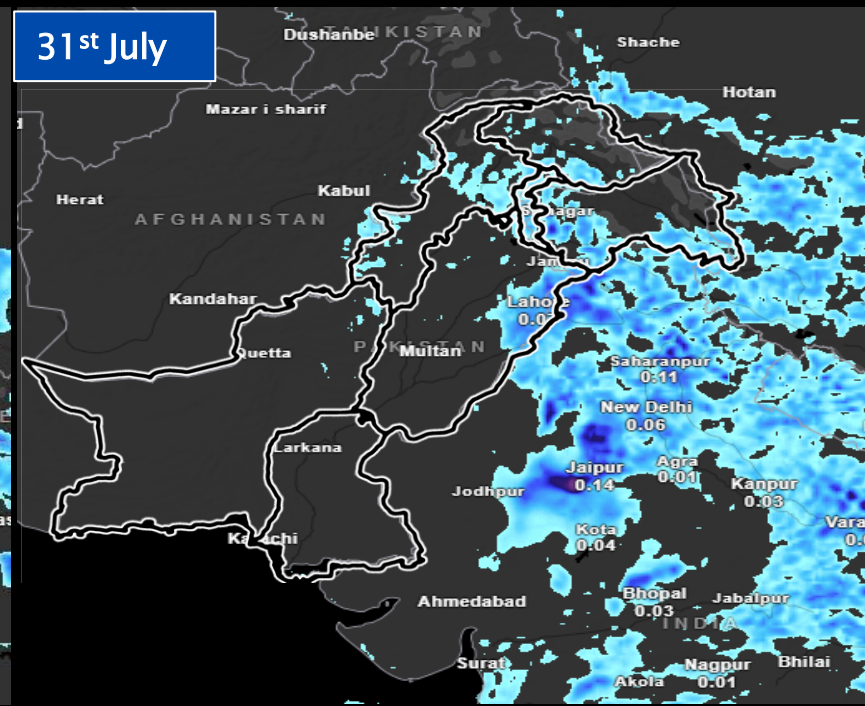 31st July
Dushanbe
TAJIKISTAN
Shache
Hotan
Mazar i sharif
Kabul
Herat
AFGHANISTAN
Kandahar
Lahore
Quetta
PAKISTAN
Multan
Saharanpur
0.11
New Delhi
0.06
Larkana
Jaipur
0.14
Agra
0.01
Jodhpur
Kanpur
0.03
Karachi
Kota
0.04
Vara
Ahmedabad
Bhopal
0.03
Jabalpur
INDIA
Surat
Nagpur
0.01
Bhilai
Akola